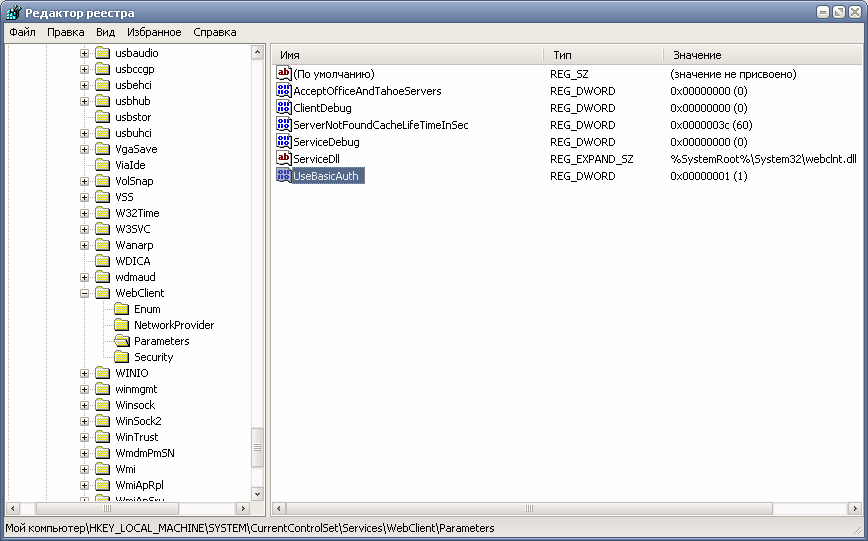 Редактор реестра
Файл Правка Вид Избранное Справка
usbaudio
usbccgp
usbehci
usbhub
usbstor
usbuhci
VgaSave
ViaIde
VolSnap
VSS
W32Time
W3SVC
Wanarp
WDICA
wdmaud
WebClient
Enum
NetworkProvider
Parameters
Security
WINIO
winmgmt
Winsock
WinSock2
WinTrust
WmdmPmSN
Wmi
WmiApRpl
WmiApSrv
Имя Тип Значение
(По умолчанию) REG_SZ (значение не присвоено)
AcceptOfficeAndTahoeServers REG_DWORD 0x00000000 (0)
ClientDebug REG_DWORD 0x00000000 (0)
ServerNotFoundCacheLifeTimeInSec REG_DWORD 0x0000003c (60)
ServiceDebug REG_DWORD 0x00000000 (0)
ServiceDll REG_EXPAND_SZ %SystemRoot%\System32\webclnt.dll
UseBasicAuth REG_DWORD 0x00000001 (1)
Мой компьютер\HKEY_LOCAL_MACHINE\SYSTEM\CurrentControlSet\Services\WebClient\Parameters